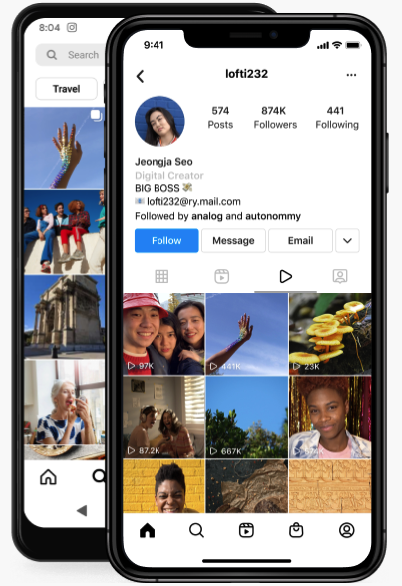 8:04
Search
Travel
9:41
lofti232
574 874K 441
Posts Followers Following
Jeongja Seo
Digital Creator
BIG BOSS
lofti232@ry.mail.com
Followed by analog and autonommy
Follow Message Email
97K 441K 23K
87.2K 667K